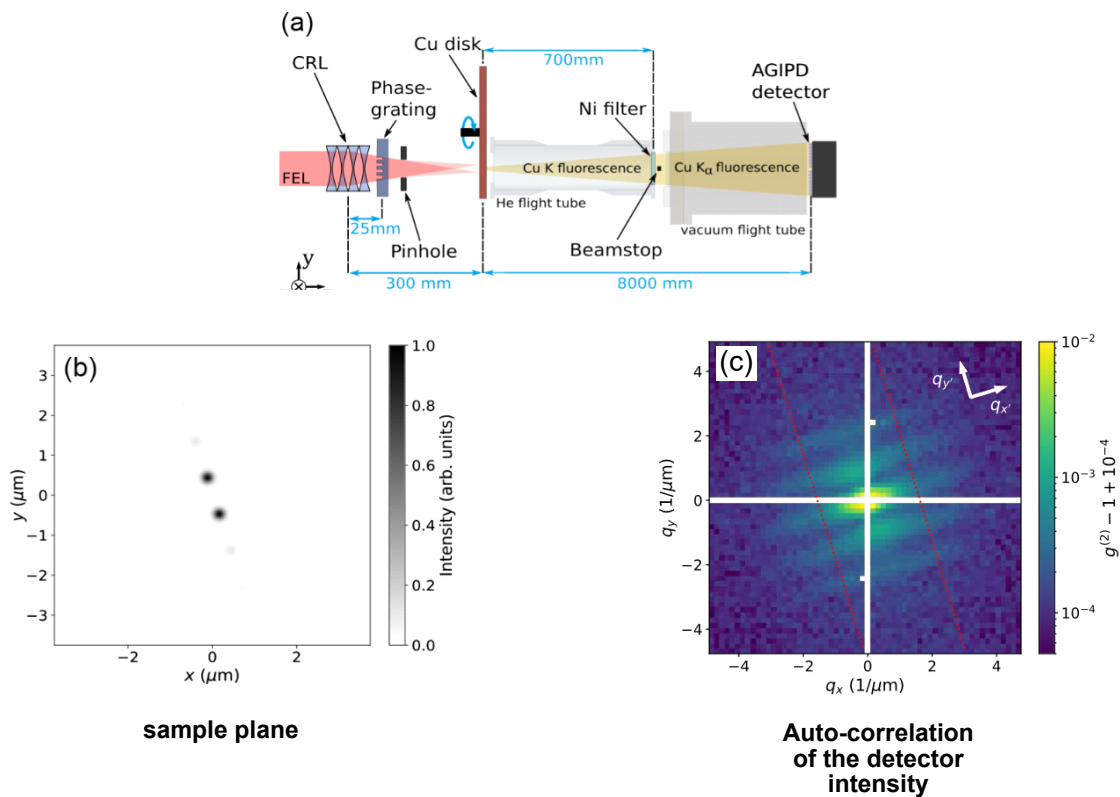 (a)
CRL
Phase-
grating
Cu disk
700mm
Ni filter
AGIPD
detector
FEL
Cu K fluorescence
Cu Kα fluorescence
He flight tube
vacuum flight tube
25mm
Pinhole
Beamstop
y
300 mm
8000 mm
(b)
3
2
1
0
−1
−2
−3
y (μm)
−2
0
2
x (μm)
1.0
0.8
0.6
0.4
0.2
0.0
Intensity (arb. units)
sample plane
(c)
qy′
qx′
4
2
0
−2
−4
qy (1/μm)
−4
−2
0
2
4
qx (1/μm)
10⁻²
10⁻³
10⁻⁴
g⁽²⁾ − 1 + 10⁻⁴
Auto-correlation
of the detector
intensity